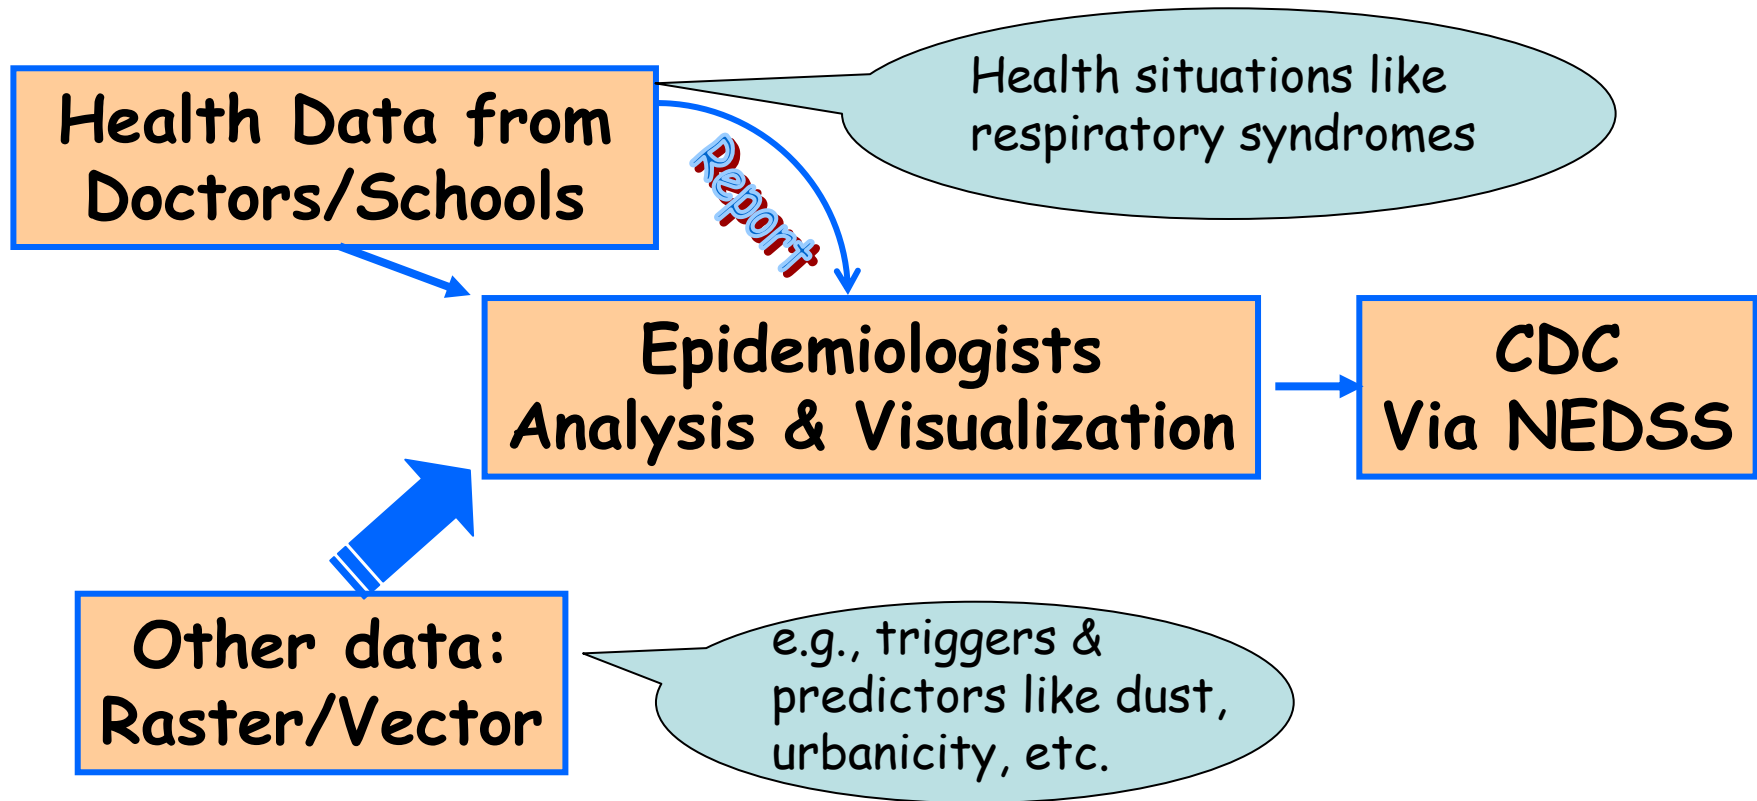 Health Data from
Doctors/Schools
Health situations like
respiratory syndromes
Report
Epidemiologists
Analysis & Visualization
CDC
Via NEDSS
Other data:
Raster/Vector
e.g., triggers &
predictors like dust,
urbanicity, etc.